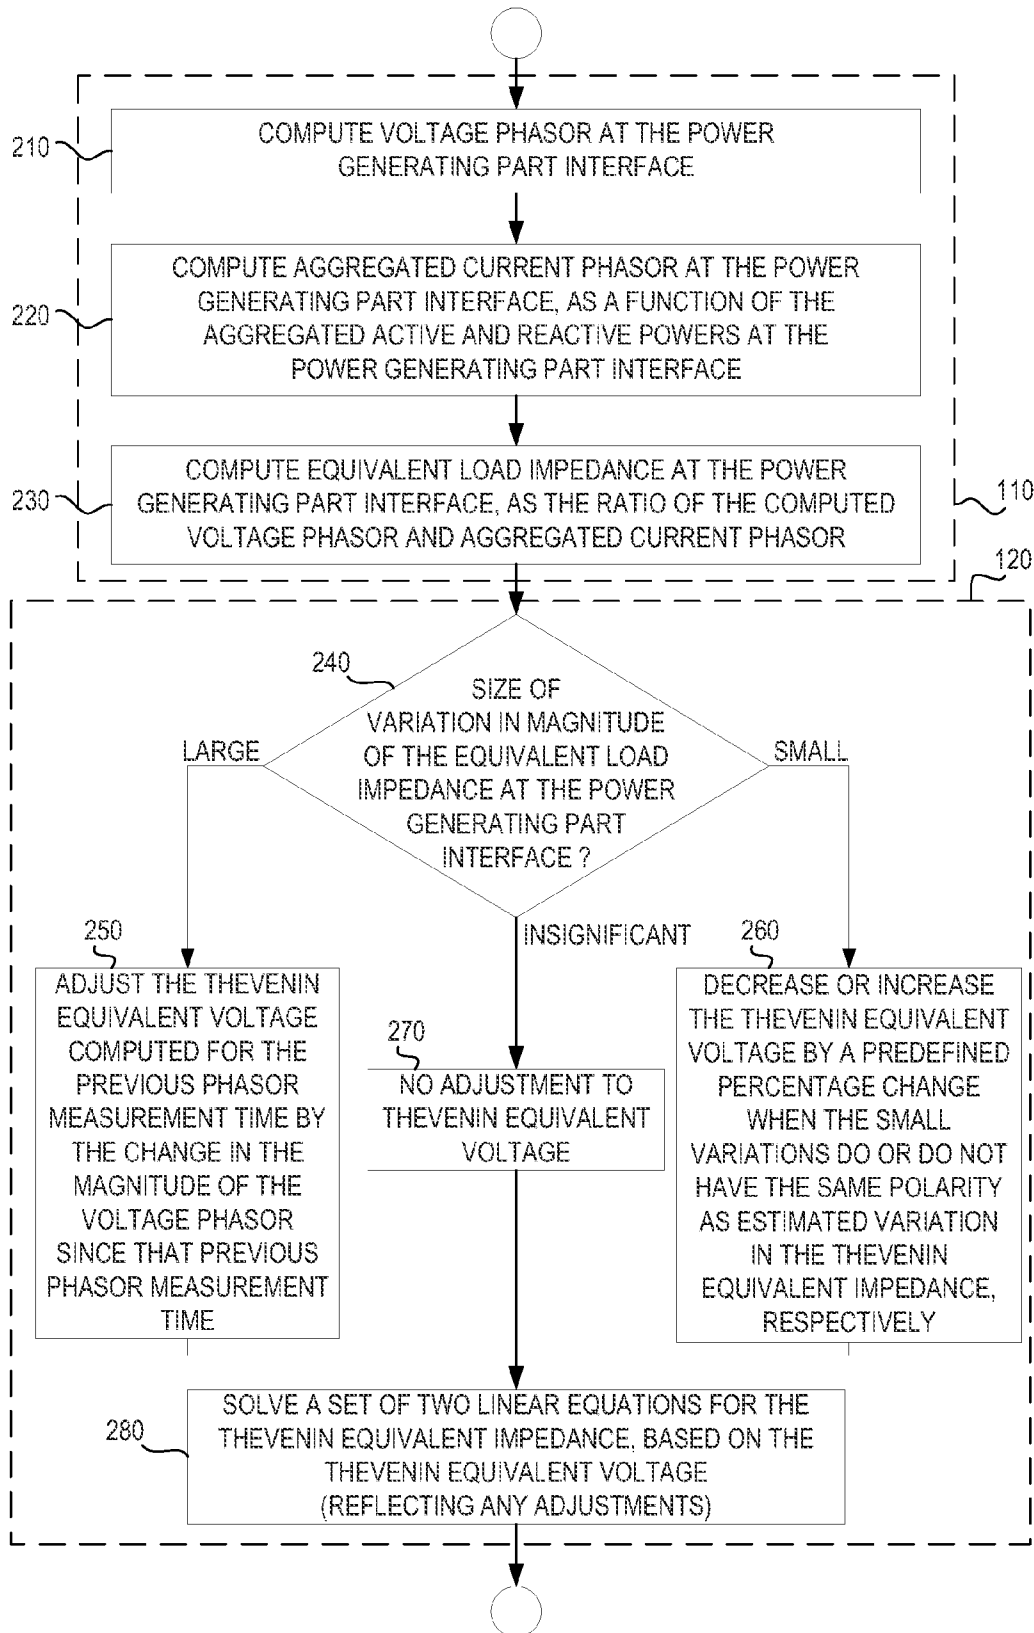 210
COMPUTE VOLTAGE PHASOR AT THE POWER
GENERATING PART INTERFACE
220
COMPUTE AGGREGATED CURRENT PHASOR AT THE POWER
GENERATING PART INTERFACE, AS A FUNCTION OF THE
AGGREGATED ACTIVE AND REACTIVE POWERS AT THE
POWER GENERATING PART INTERFACE
230
COMPUTE EQUIVALENT LOAD IMPEDANCE AT THE POWER
GENERATING PART INTERFACE, AS THE RATIO OF THE COMPUTED
VOLTAGE PHASOR AND AGGREGATED CURRENT PHASOR
110
120
240
SIZE OF
VARIATION IN MAGNITUDE
OF THE EQUIVALENT LOAD
IMPEDANCE AT THE POWER
GENERATING PART
INTERFACE ?
LARGE
SMALL
INSIGNIFICANT
250
ADJUST THE THEVENIN
EQUIVALENT VOLTAGE
COMPUTED FOR THE
PREVIOUS PHASOR
MEASUREMENT TIME BY
THE CHANGE IN THE
MAGNITUDE OF THE
VOLTAGE PHASOR
SINCE THAT PREVIOUS
PHASOR MEASUREMENT
TIME
270
NO ADJUSTMENT TO
THEVENIN EQUIVALENT
VOLTAGE
260
DECREASE OR INCREASE
THE THEVENIN EQUIVALENT
VOLTAGE BY A PREDEFINED
PERCENTAGE CHANGE
WHEN THE SMALL
VARIATIONS DO OR DO NOT
HAVE THE SAME POLARITY
AS ESTIMATED VARIATION
IN THE THEVENIN
EQUIVALENT IMPEDANCE,
RESPECTIVELY
280
SOLVE A SET OF TWO LINEAR EQUATIONS FOR THE
THEVENIN EQUIVALENT IMPEDANCE, BASED ON THE
THEVENIN EQUIVALENT VOLTAGE
(REFLECTING ANY ADJUSTMENTS)